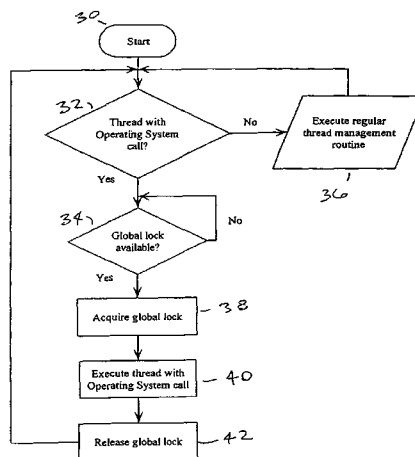 30
Start
32
Thread with
Operating System
call?
No
Execute regular
thread management
routine
36
Yes
34
No
Global lock
available?
Yes
Acquire global lock
38
Execute thread with
Operating System call
40
Release global lock
42